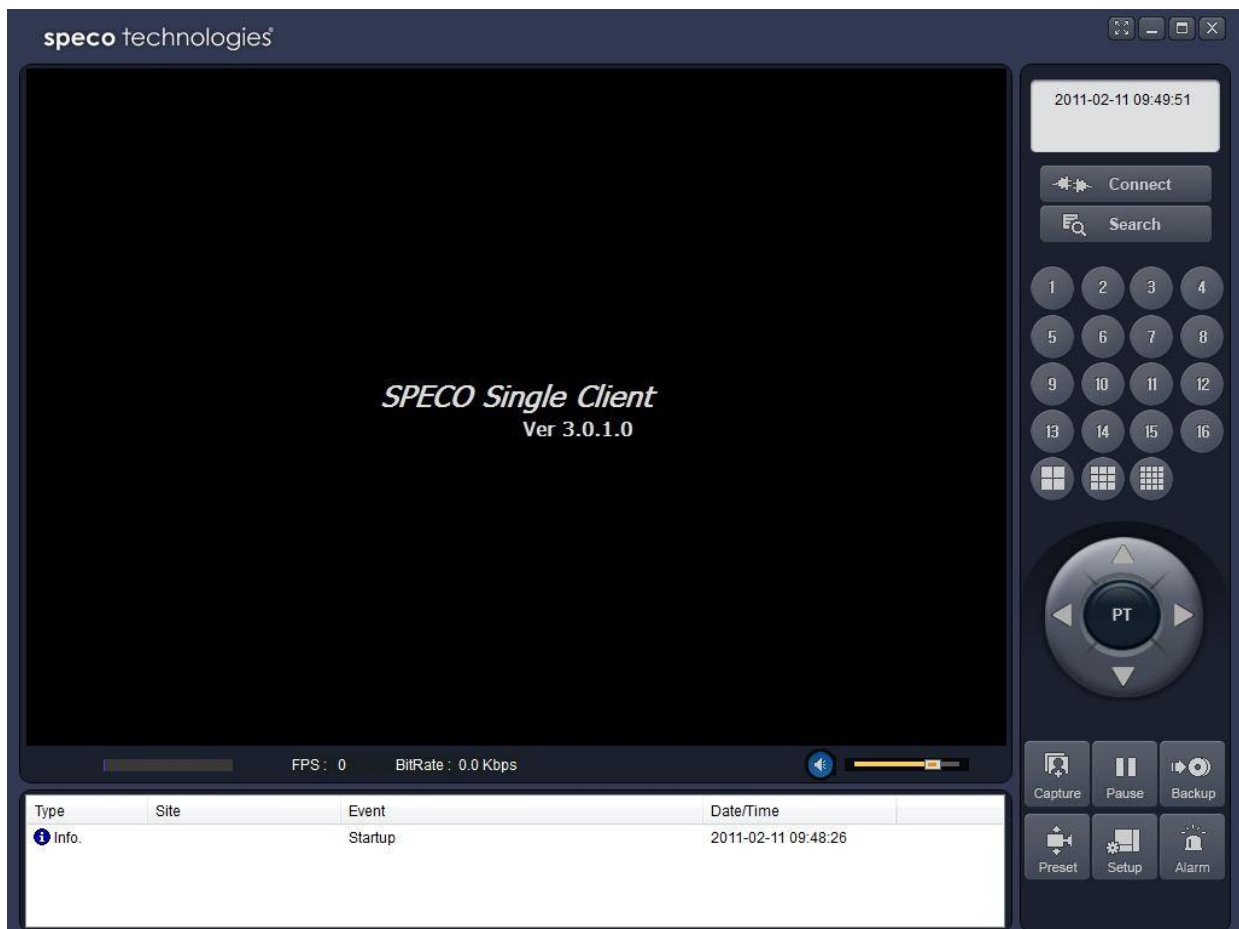 speco technologies®
2011-02-11 09:49:51
Connect
Search
1 2 3 4
5 6 7 8
9 10 11 12
13 14 15 16
SPECO Single Client
Ver 3.0.1.0
PT
FPS : 0 BitRate : 0.0 Kbps
Capture Pause Backup
Preset Setup Alarm
Type Site Event Date/Time
Info. Startup 2011-02-11 09:48:26